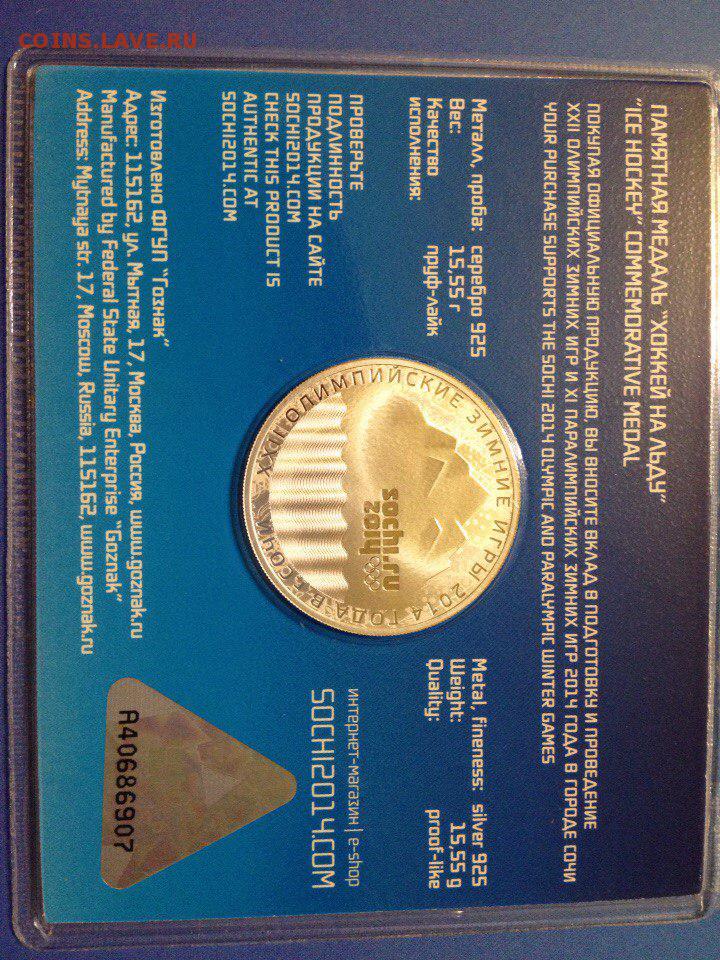 COINS.LAVE.RU
ПАМЯТНАЯ МЕДАЛЬ "ХОККЕЙ НА ЛЬДУ"
"ICE HOCKEY" COMMEMORATIVE MEDAL
ПОКУПАЯ ОФИЦИАЛЬНУЮ ПРОДУКЦИЮ, ВЫ ВНОСИТЕ ВКЛАД В ПОДГОТОВКУ И ПРОВЕДЕНИЕ
XXII ОЛИМПИЙСКИХ ЗИМНИХ ИГР И XI ПАРАЛИМПИЙСКИХ ЗИМНИХ ИГР 2014 ГОДА В ГОРОДЕ СОЧИ
YOUR PURCHASE SUPPORTS THE SOCHI 2014 OLYMPIC AND PARALYMPIC WINTER GAMES
Металл, проба: серебро 925
Вес: 15,55 г
Качество
исполнения: пруф-лайк
Metal, fineness: silver 925
Weight: 15,55 g
Quality: proof-like
XXII ОЛИМПИЙСКИЕ ЗИМНИЕ ИГРЫ 2014 ГОДА В Г. СОЧИ
sochi.ru
2014
ПРОВЕРЬТЕ
ПОДЛИННОСТЬ
ПРОДУКЦИИ НА САЙТЕ
SOCHI2014.COM
CHECK THIS PRODUCT IS
AUTHENTIC AT
SOCHI2014.COM
интернет-магазин | e-shop
SOCHI2014.COM
Изготовлено ФГУП "Гознак"
Адрес: 115162, ул. Мытная, 17, Москва, Россия, www.goznak.ru
Manufactured by Federal State Unitary Enterprise "Goznak"
Address: Mytnaya str. 17, Moscow, Russia, 115162, www.goznak.ru
A40686907